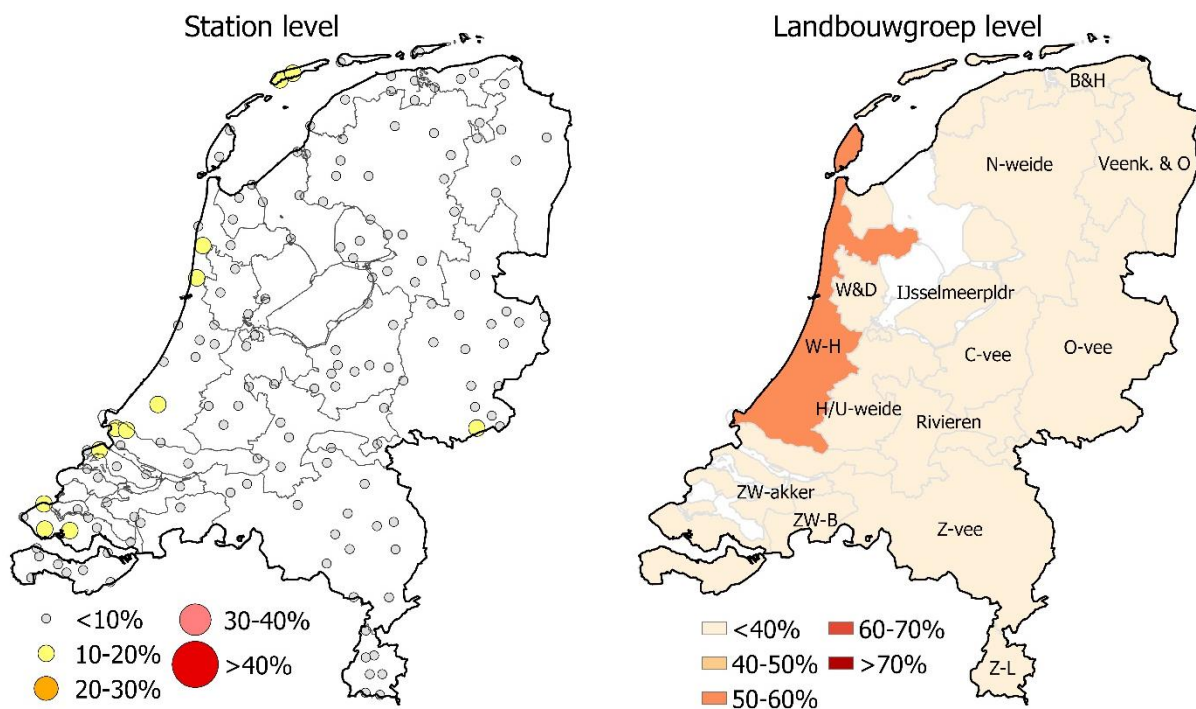 Station level
<10%
10-20%
20-30%
30-40%
>40%
Landbouwgroep level
B&H
N-weide
Veenk. & O
W&D
IJsselmeerpldr
W-H
C-vee
O-vee
H/U-weide
Rivieren
ZW-akker
ZW-B
Z-vee
Z-L
<40%
40-50%
50-60%
60-70%
>70%